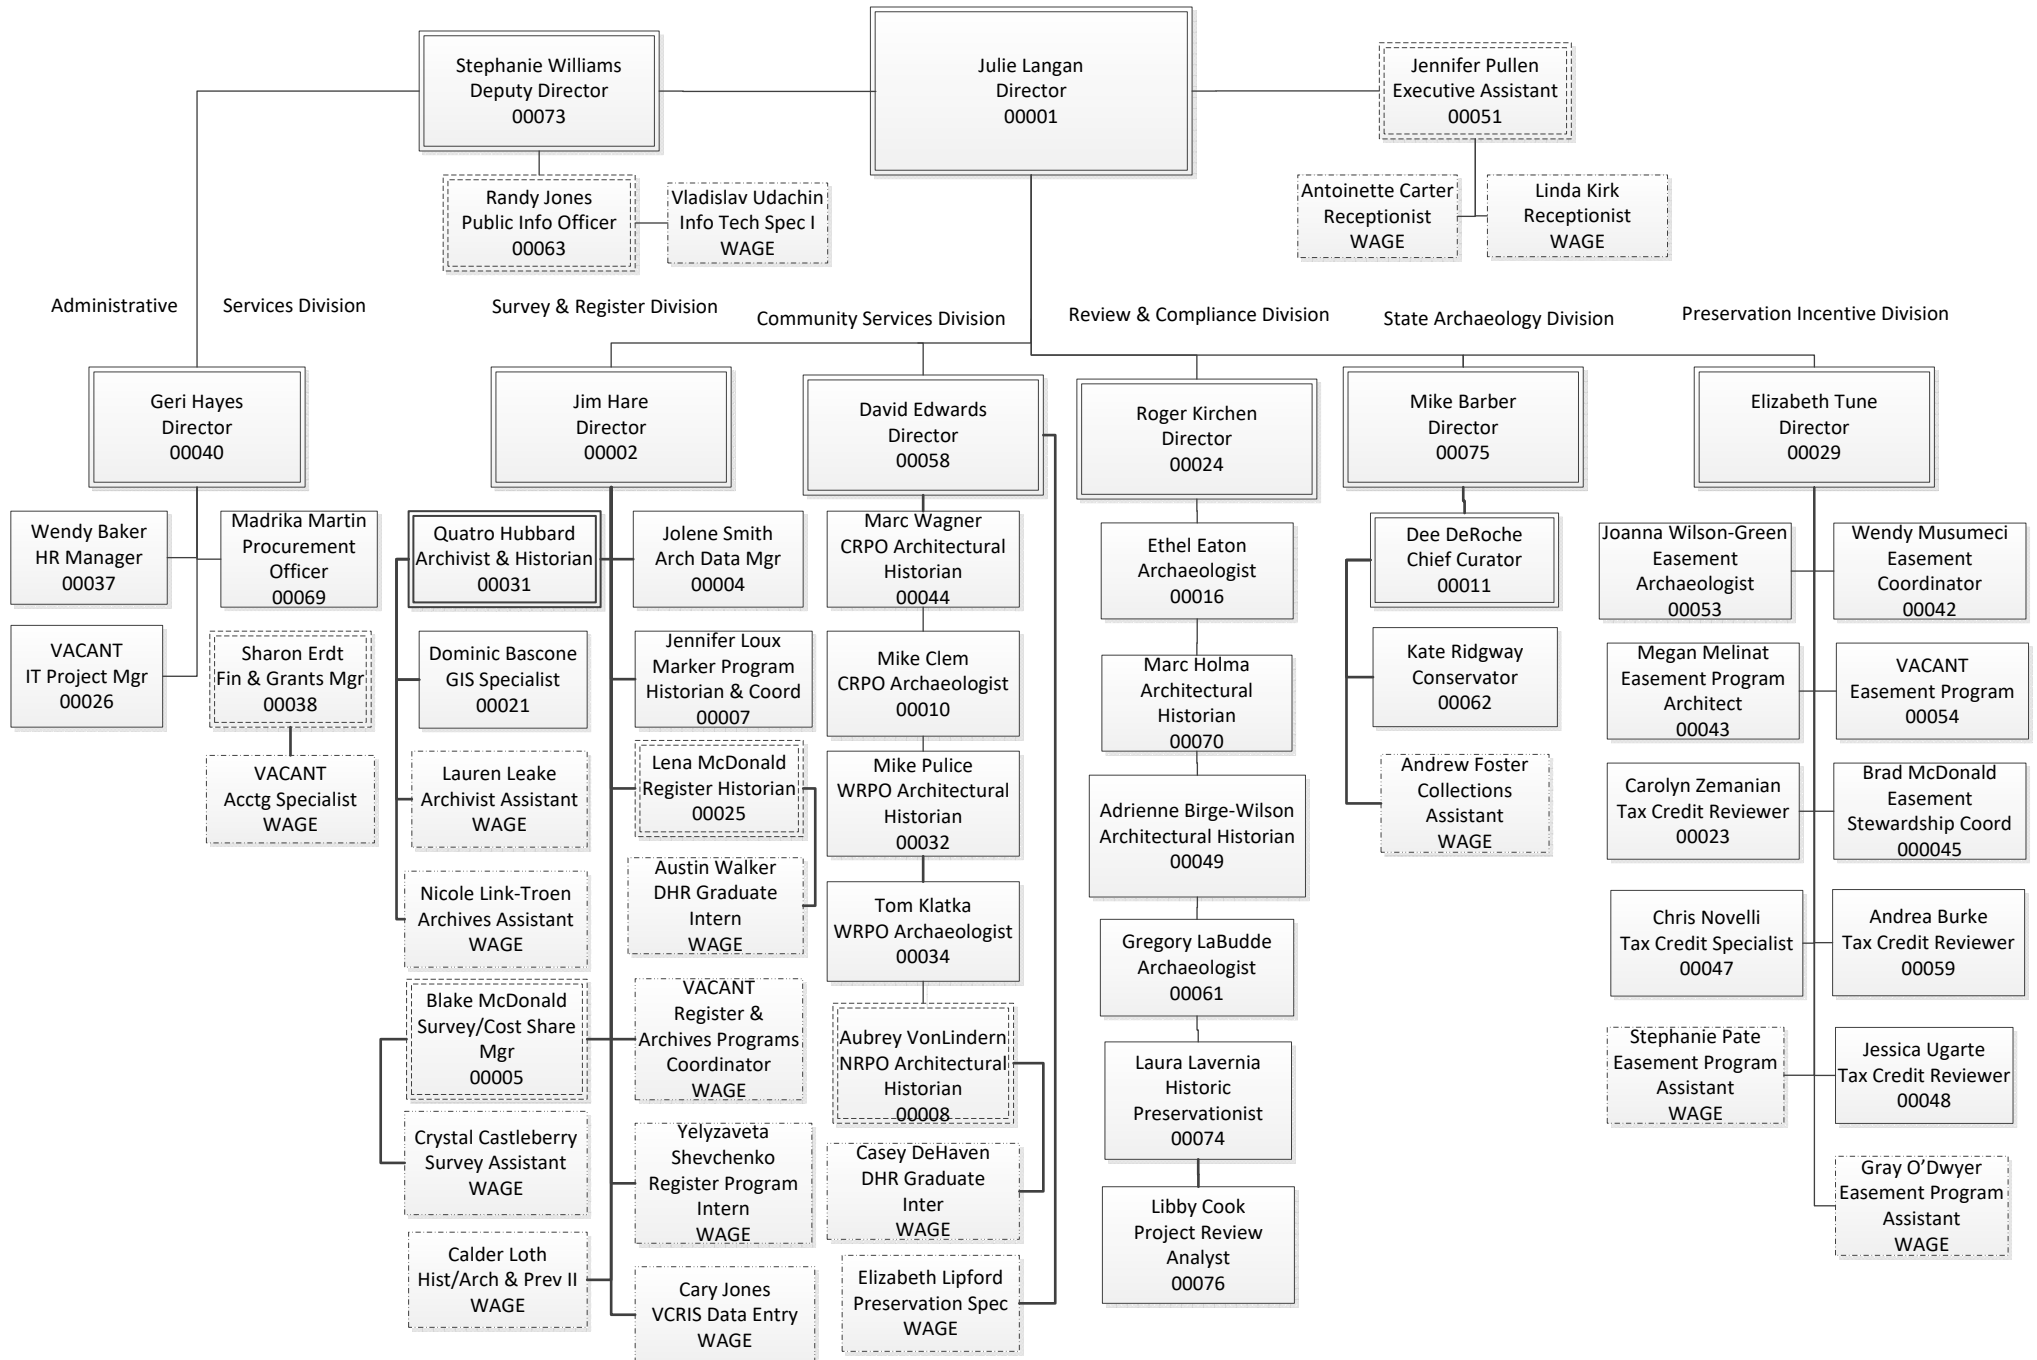 Stephanie Williams
Deputy Director
00073
Julie Langan
Director
00001
Jennifer Pullen
Executive Assistant
00051
Randy Jones
Public Info Officer
00063
Vladislav Udachin
Info Tech Spec I
WAGE
Antoinette Carter
Receptionist
WAGE
Linda Kirk
Receptionist
WAGE
Administrative
Services Division
Survey & Register Division
Community Services Division
Review & Compliance Division
State Archaeology Division
Preservation Incentive Division
Geri Hayes
Director
00040
Jim Hare
Director
00002
David Edwards
Director
00058
Roger Kirchen
Director
00024
Mike Barber
Director
00075
Elizabeth Tune
Director
00029
Wendy Baker
HR Manager
00037
Madrika Martin
Procurement
Officer
00069
VACANT
IT Project Mgr
00026
Sharon Erdt
Fin & Grants Mgr
00038
VACANT
Acctg Specialist
WAGE
Quatro Hubbard
Archivist & Historian
00031
Jolene Smith
Arch Data Mgr
00004
Dominic Bascone
GIS Specialist
00021
Jennifer Loux
Marker Program
Historian & Coord
00007
Lauren Leake
Archivist Assistant
WAGE
Lena McDonald
Register Historian
00025
Nicole Link-Troen
Archives Assistant
WAGE
Austin Walker
DHR Graduate
Intern
WAGE
Blake McDonald
Survey/Cost Share
Mgr
00005
VACANT
Register &
Archives Programs
Coordinator
WAGE
Crystal Castleberry
Survey Assistant
WAGE
Yelyzaveta
Shevchenko
Register Program
Intern
WAGE
Calder Loth
Hist/Arch & Prev II
WAGE
Cary Jones
VCRIS Data Entry
WAGE
Marc Wagner
CRPO Architectural
Historian
00044
Mike Clem
CRPO Archaeologist
00010
Mike Pulice
WRPO Architectural
Historian
00032
Tom Klatka
WRPO Archaeologist
00034
Aubrey VonLindern
NRPO Architectural
Historian
00008
Casey DeHaven
DHR Graduate
Inter
WAGE
Elizabeth Lipford
Preservation Spec
WAGE
Ethel Eaton
Archaeologist
00016
Marc Holma
Architectural
Historian
00070
Adrienne Birge-Wilson
Architectural Historian
00049
Gregory LaBudde
Archaeologist
00061
Laura Lavernia
Historic
Preservationist
00074
Libby Cook
Project Review
Analyst
00076
Dee DeRoche
Chief Curator
00011
Kate Ridgway
Conservator
00062
Andrew Foster
Collections
Assistant
WAGE
Joanna Wilson-Green
Easement
Archaeologist
00053
Wendy Musumeci
Easement
Coordinator
00042
Megan Melinat
Easement Program
Architect
00043
VACANT
Easement Program
00054
Carolyn Zemanian
Tax Credit Reviewer
00023
Brad McDonald
Easement
Stewardship Coord
000045
Chris Novelli
Tax Credit Specialist
00047
Andrea Burke
Tax Credit Reviewer
00059
Stephanie Pate
Easement Program
Assistant
WAGE
Jessica Ugarte
Tax Credit Reviewer
00048
Gray O’Dwyer
Easement Program
Assistant
WAGE